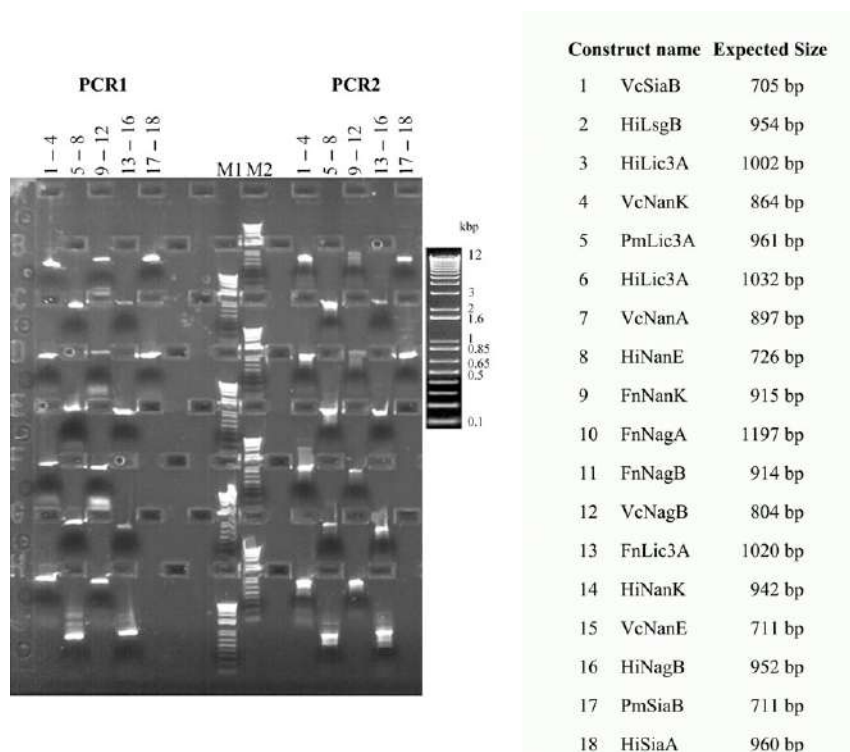 PCR1 PCR2
1 – 4 5 – 8 9 – 12 13 – 16 17 – 18 M1 M2 1 – 4 5 – 8 9 – 12 13 – 16 17 – 18
kbp
12
3
2
1.6
1
0.85
0.65
0.5
0.1
Construct name Expected Size
1 VcSiaB 705 bp
2 HiLsgB 954 bp
3 HiLic3A 1002 bp
4 VcNanK 864 bp
5 PmLic3A 961 bp
6 HiLic3A 1032 bp
7 VcNanA 897 bp
8 HiNanE 726 bp
9 FnNanK 915 bp
10 FnNagA 1197 bp
11 FnNagB 914 bp
12 VcNagB 804 bp
13 FnLic3A 1020 bp
14 HiNanK 942 bp
15 VcNanE 711 bp
16 HiNagB 952 bp
17 PmSiaB 711 bp
18 HiSiaA 960 bp